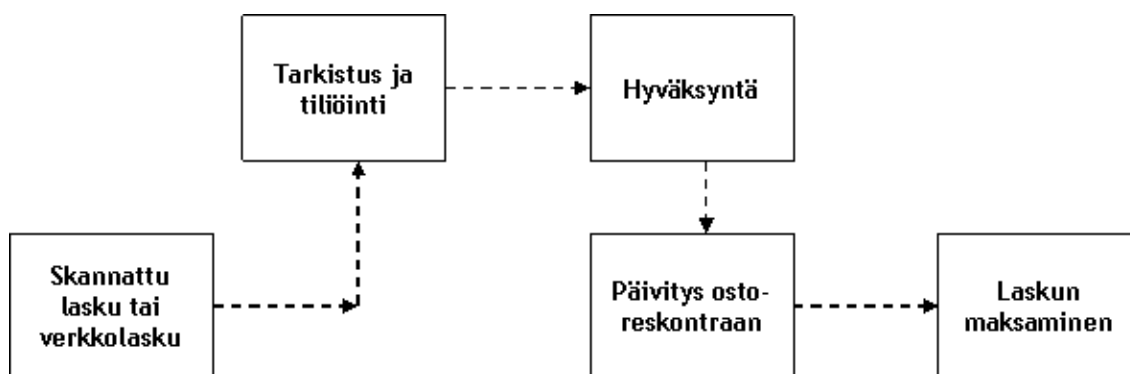 Tarkistus ja
tiliöinti
Hyväksyntä
Skannattu
lasku tai
verkkolasku
Päivitys osto-
reskontraan
Laskun
maksaminen